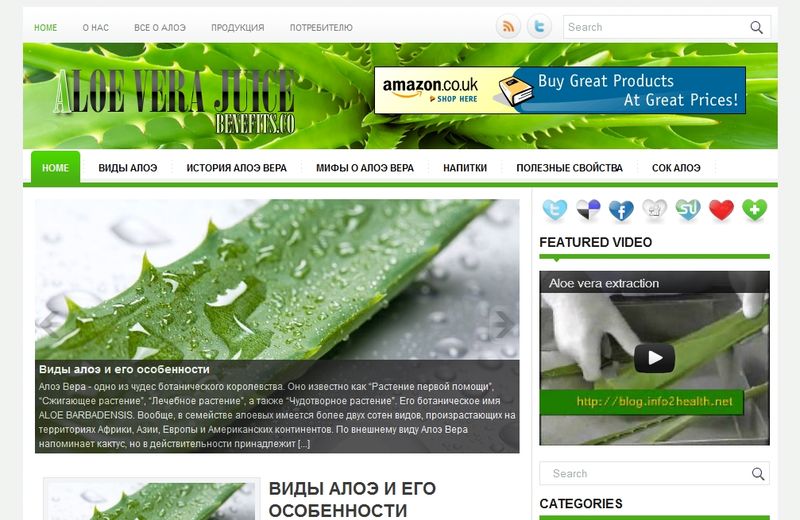 HOME О НАС ВСЕ О АЛОЭ ПРОДУКЦИЯ ПОТРЕБИТЕЛЮ
Search
ALOE VERA JUICE
BENEFITS.CO
amazon.co.uk
SHOP HERE
Buy Great Products
At Great Prices!
HOME ВИДЫ АЛОЭ ИСТОРИЯ АЛОЭ ВЕРА МИФЫ О АЛОЭ ВЕРА НАПИТКИ ПОЛЕЗНЫЕ СВОЙСТВА СОК АЛОЭ
Виды алоэ и его особенности
Алоэ Вера - одно из чудес ботанического королевства. Оно известно как "Растение первой помощи",
"Сжигающее растение", "Лечебное растение", а также "Чудотворное растение". Его ботаническое имя
ALOE BARBADENSIS. Вообще, в семействе алоевых имеется более двух сотен видов, произрастающих на
территориях Африки, Азии, Европы и Американских континентов. По внешнему виду Алоэ Вера
напоминает кактус, но в действительности принадлежит [...]
ВИДЫ АЛОЭ И ЕГО
ОСОБЕННОСТИ
FEATURED VIDEO
Aloe vera extraction
http://blog.info2health.net
Search
CATEGORIES